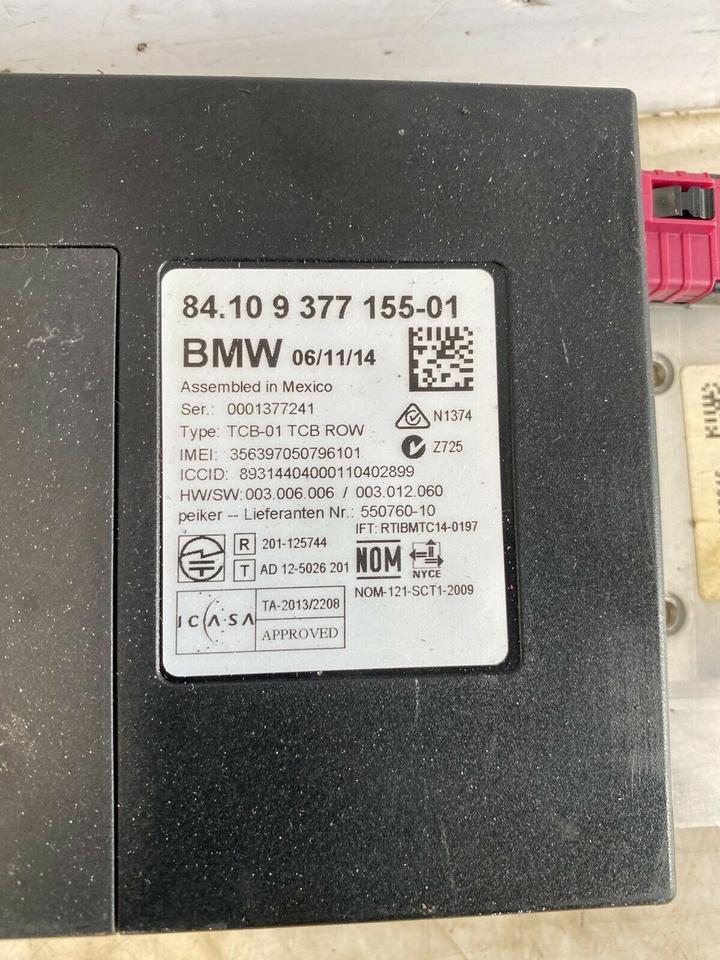 84.10 9 377 155-01
BMW 06/11/14
Assembled in Mexico
Ser.: 0001377241
N1374
Type: TCB-01 TCB ROW
IMEI: 356397050796101
Z725
ICCID: 89314404000110402899
HW/SW: 003.006.006 / 003.012.060
peiker -- Lieferanten Nr.: 550760-10
IFT: RTIBMTC14-0197
R 201-125744
T AD 12-5026 201
NOM
NYCE
NOM-121-SCT1-2009
ICASA
TA-2013/2208
APPROVED